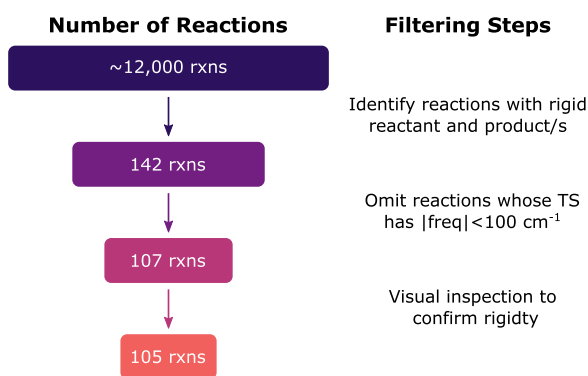 Number of Reactions
Filtering Steps
~12,000 rxns
Identify reactions with rigid
reactant and product/s
142 rxns
Omit reactions whose TS
has |freq|<100 cm⁻¹
107 rxns
Visual inspection to
confirm rigidty
105 rxns